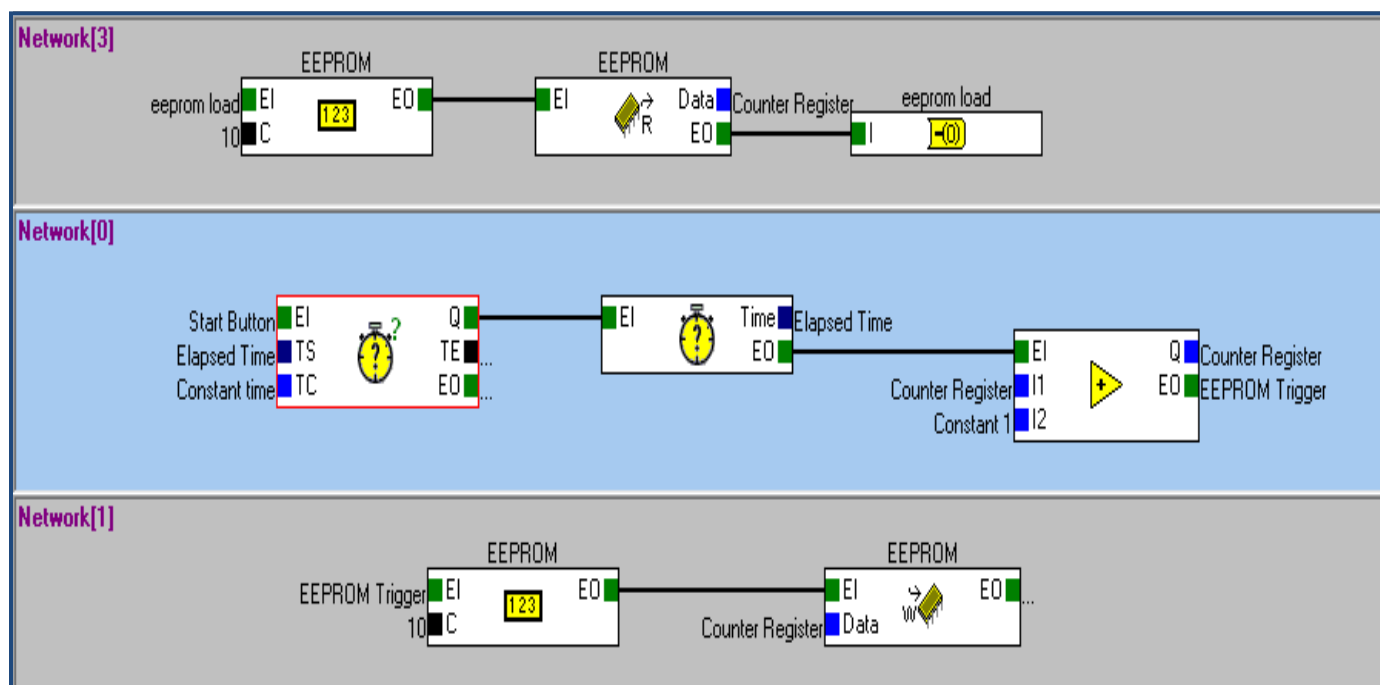 Network[3]
EEPROM EEPROM
eeprom load EI EO EI Data Counter Register eeprom load
10 C 123 R EO I (0)
Network[0]
Start Button EI Q EI Time Elapsed Time
? ?
Elapsed Time TS ? TE ... EO EI Q Counter Register
Constant time TC EO ... Counter Register I1 + EO EEPROM Trigger
Constant 1 I2
Network[1]
EEPROM EEPROM
EEPROM Trigger EI EO EI EO ...
10 C 123 Counter Register Data W